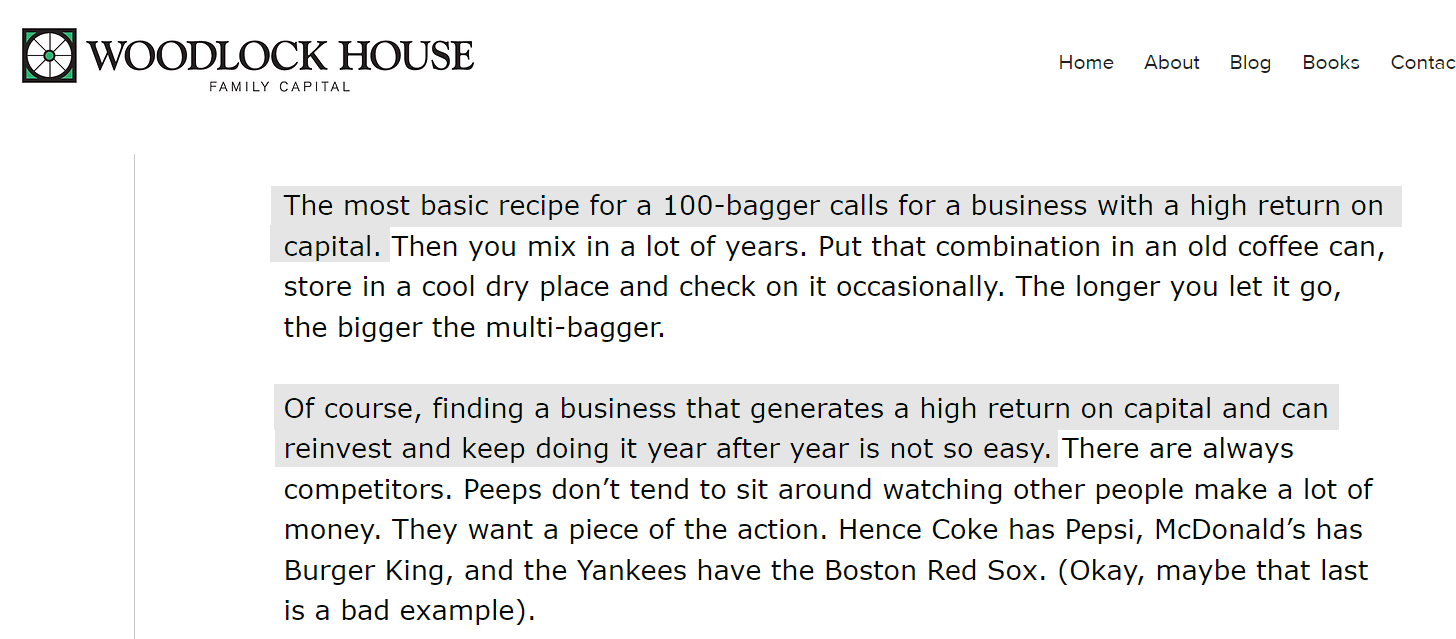 WOODLOCK HOUSE
FAMILY CAPITAL
Home About Blog Books Contac
The most basic recipe for a 100-bagger calls for a business with a high return on
capital. Then you mix in a lot of years. Put that combination in an old coffee can,
store in a cool dry place and check on it occasionally. The longer you let it go,
the bigger the multi-bagger.
Of course, finding a business that generates a high return on capital and can
reinvest and keep doing it year after year is not so easy. There are always
competitors. Peeps don’t tend to sit around watching other people make a lot of
money. They want a piece of the action. Hence Coke has Pepsi, McDonald’s has
Burger King, and the Yankees have the Boston Red Sox. (Okay, maybe that last
is a bad example).